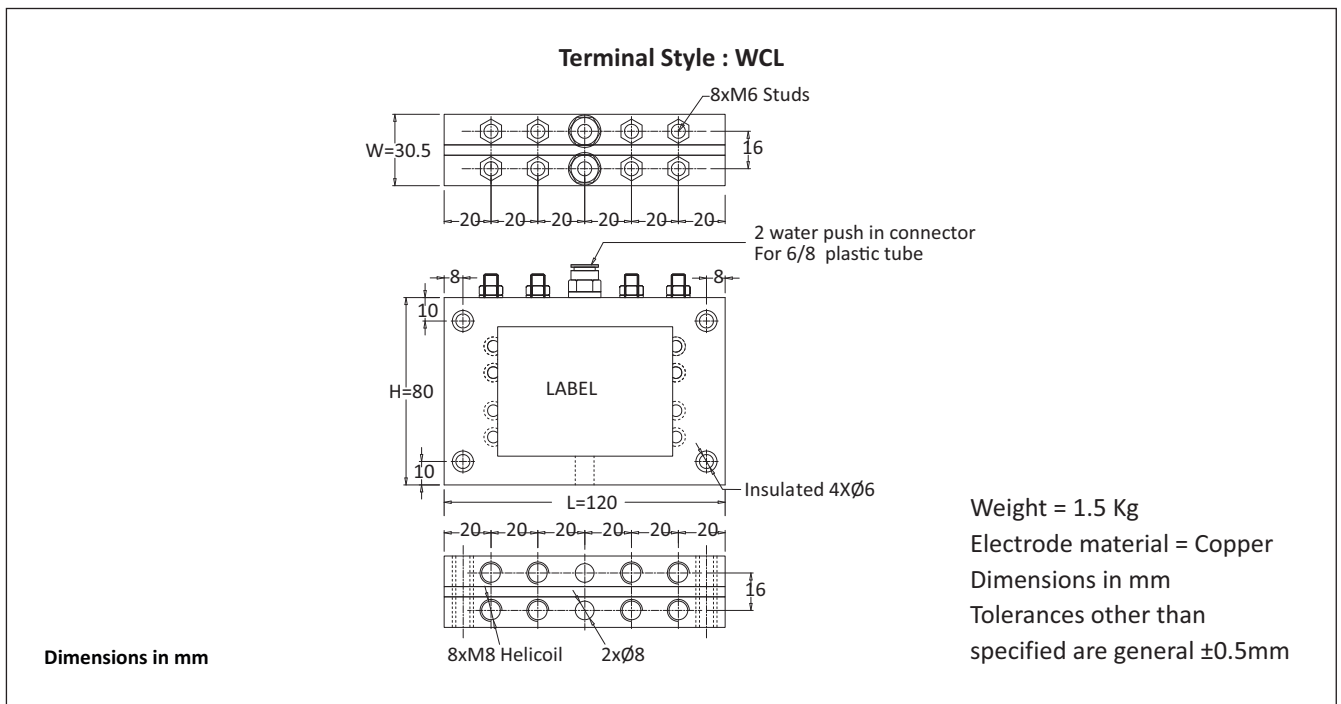 Terminal Style : WCL
8xM6 Studs
W=30.5
16
20 20 20 20 20 20
2 water push in connector
For 6/8 plastic tube
8
8
10
H=80
LABEL
10
Insulated 4XØ6
L=120
20 20 20 20 20 20
16
8xM8 Helicoil
2xØ8
Weight = 1.5 Kg
Electrode material = Copper
Dimensions in mm
Tolerances other than
specified are general ±0.5mm
Dimensions in mm